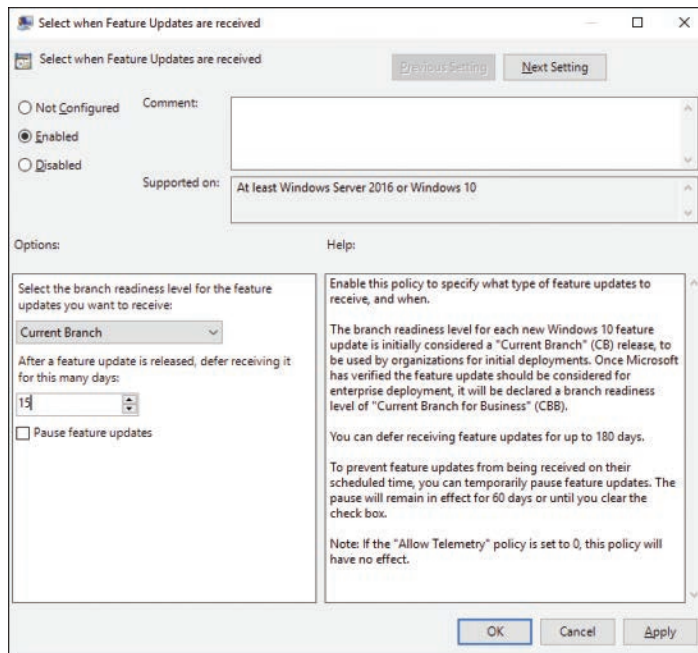 Select when Feature Updates are received
Select when Feature Updates are received
Previous Setting
Next Setting
Not Configured
Comment:
Enabled
Disabled
Supported on:
At least Windows Server 2016 or Windows 10
Options:
Help:
Select the branch readiness level for the feature
updates you want to receive:
Current Branch
After a feature update is released, defer receiving it
for this many days:
15
Pause feature updates
Enable this policy to specify what type of feature updates to
receive, and when.
The branch readiness level for each new Windows 10 feature
update is initially considered a "Current Branch" (CB) release, to
be used by organizations for initial deployments. Once Microsoft
has verified the feature update should be considered for
enterprise deployment, it will be declared a branch readiness
level of "Current Branch for Business" (CBB).
You can defer receiving feature updates for up to 180 days.
To prevent feature updates from being received on their
scheduled time, you can temporarily pause feature updates. The
pause will remain in effect for 60 days or until you clear the
check box.
Note: If the "Allow Telemetry" policy is set to 0, this policy will
have no effect.
OK
Cancel
Apply